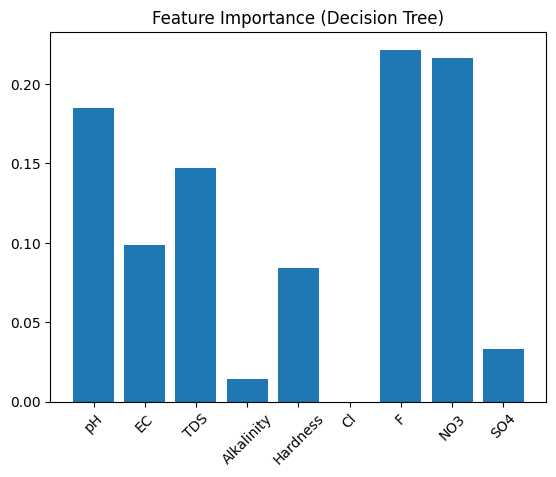 Feature Importance (Decision Tree)
0.20
0.15
0.10
0.05
0.00
pH
EC
TDS
Alkalinity
Hardness
Cl
F
NO3
SO4